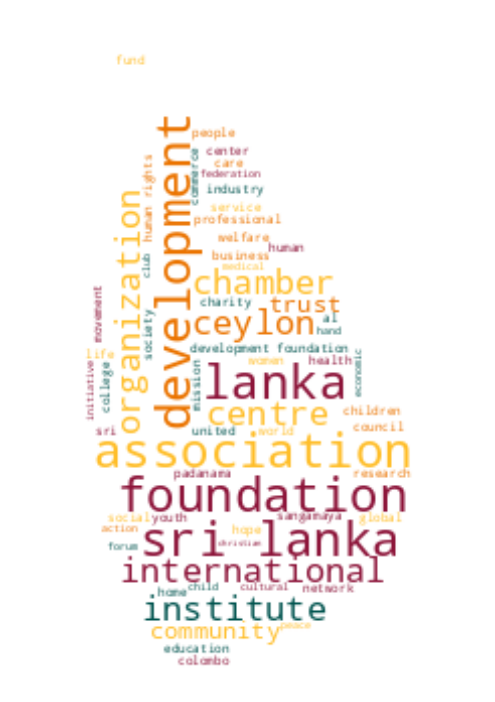 fund
people
center
care
federation
commerce
industry
human rights
service
professional
development
organization
welfare
human
business
medical
club
chamber
charity
trust
movement
society
ceylon
al
hand
development foundation
life
women
health
economic
initiative
college
mission
lanka
centre
children
council
sri
united
world
association
padanama
research
foundation
social
youth
sangamaya
global
action
hope
sri lanka
forum
christian
international
home
child
cultural
network
institute
community
peace
education
colombo